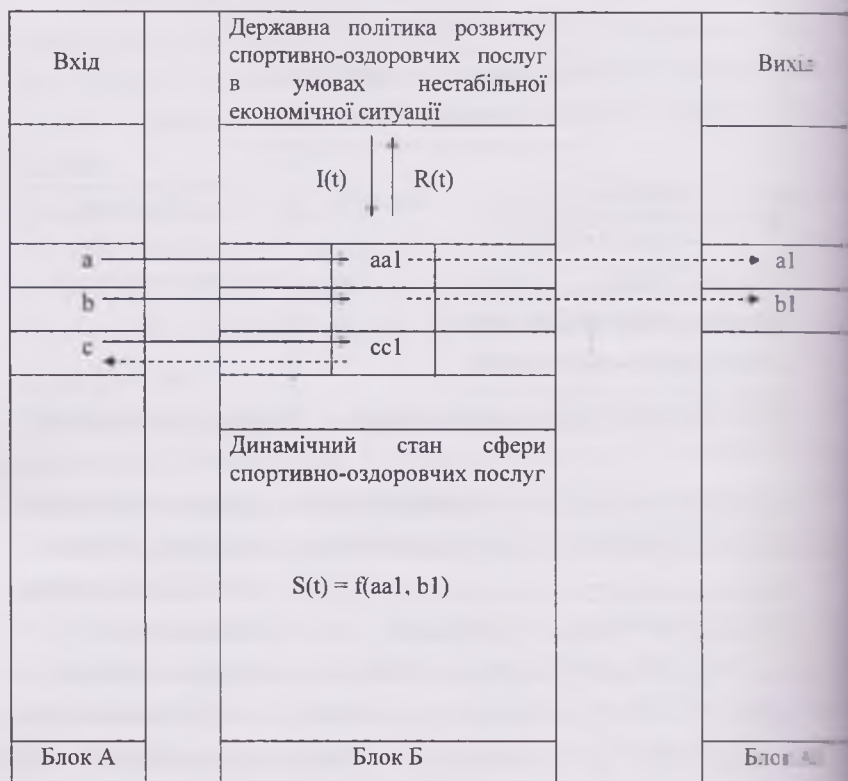 Вхід
Державна політика розвитку
спортивно-оздоровчих послуг
в умовах нестабільної
економічної ситуації
I(t) R(t)
a aa1 a1
b b1
c cc1
Динамічний стан сфери
спортивно-оздоровчих послуг
S(t) = f(aa1, b1)
Блок А Блок Б Блок